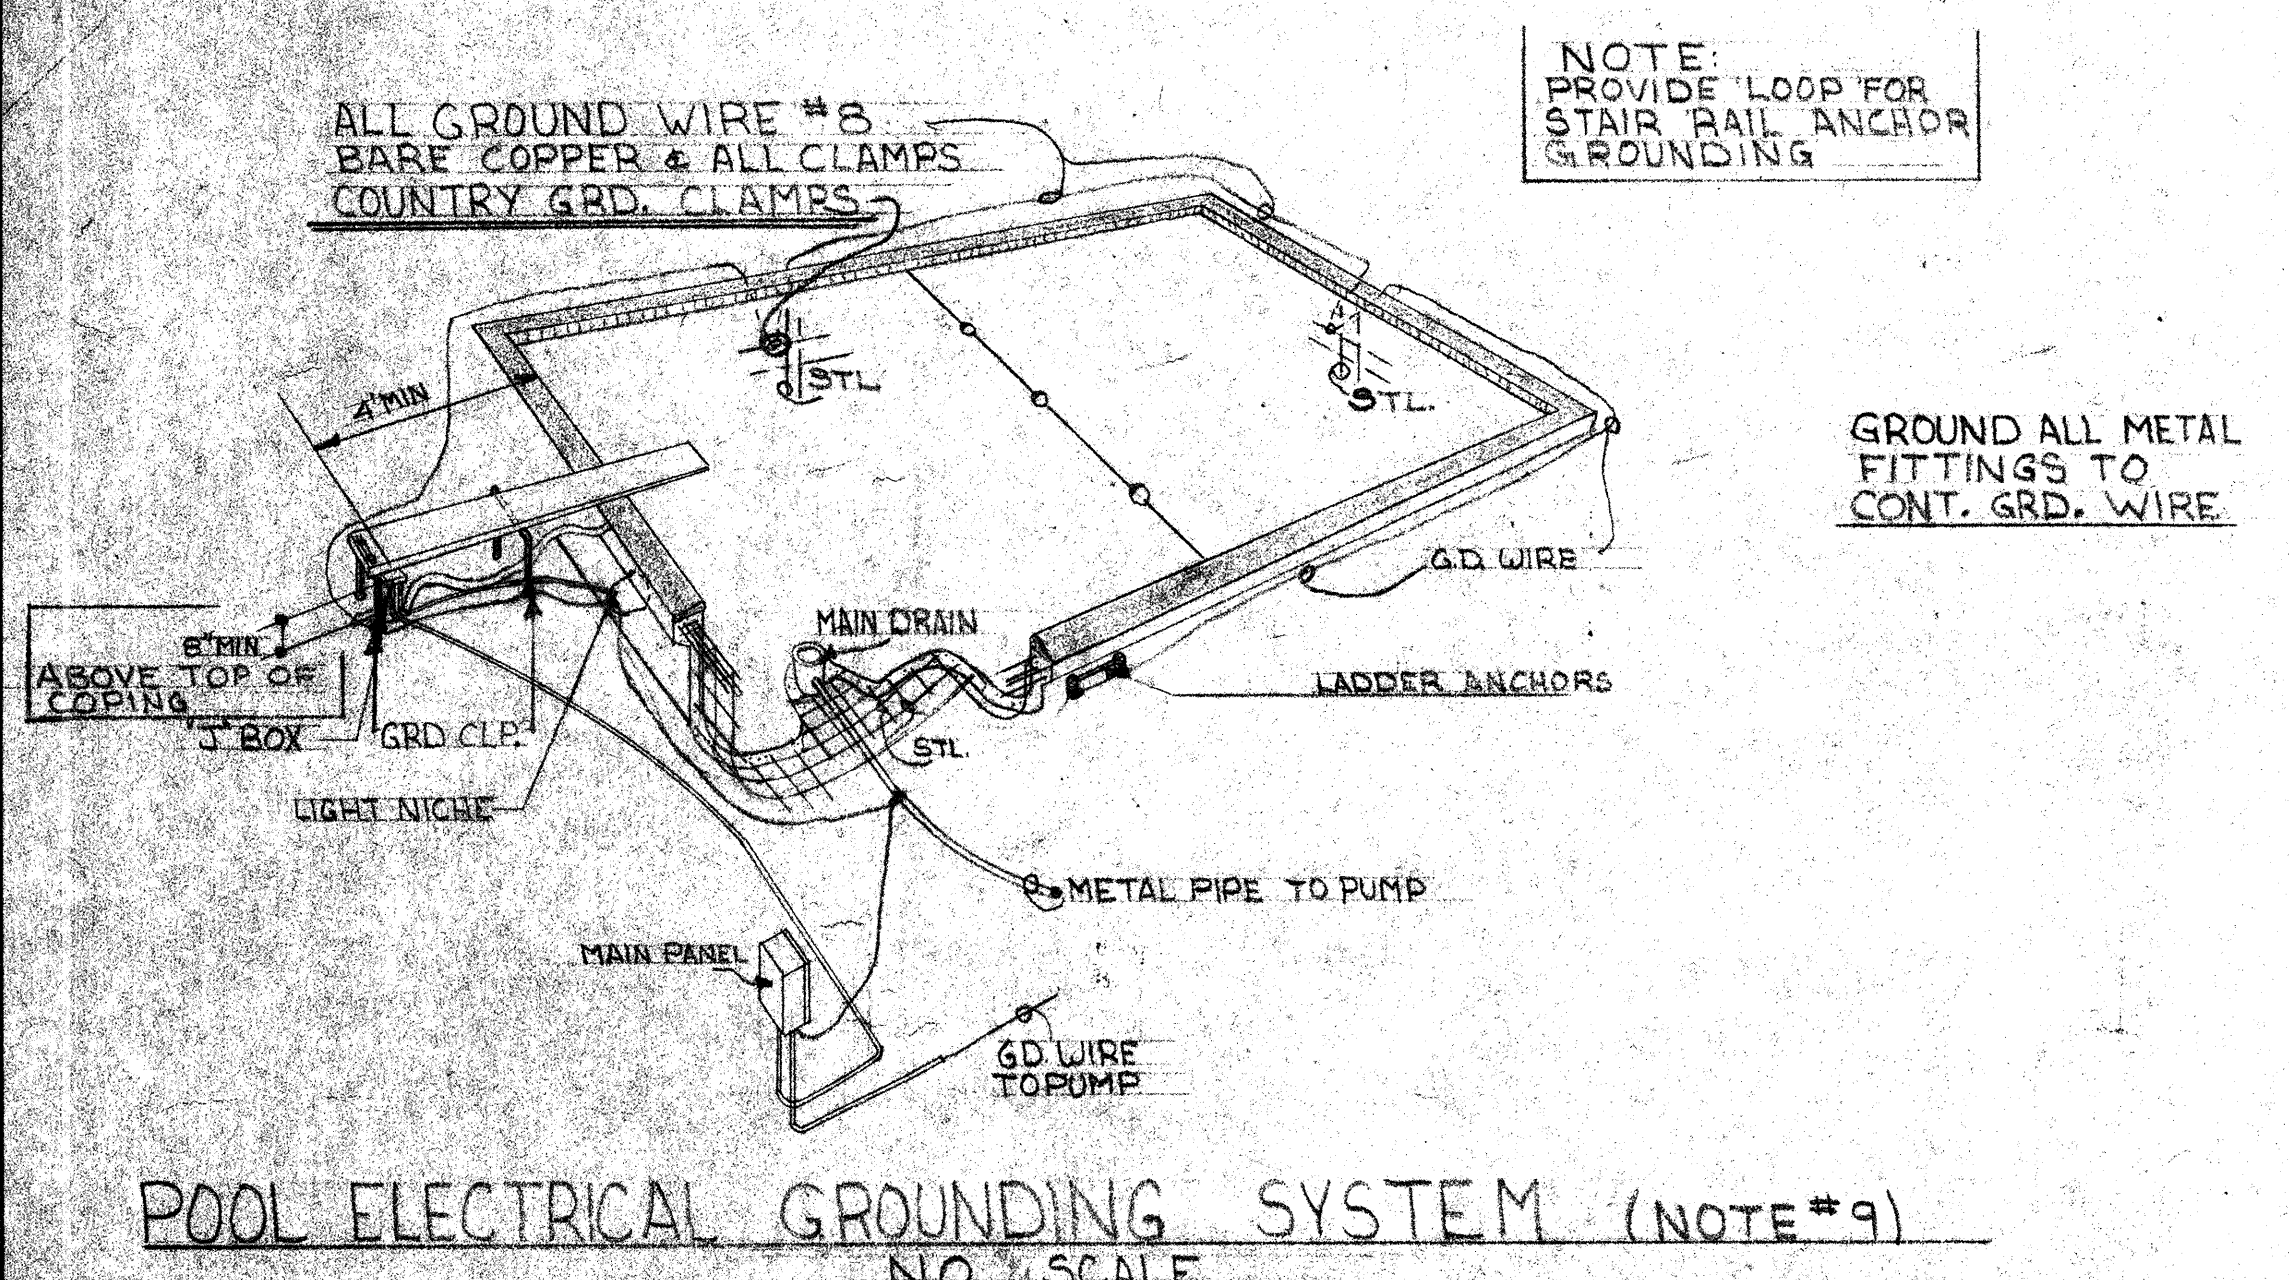 NOTE:
PROVIDE LOOP FOR
STAIR RAIL ANCHOR
GROUNDING
ALL GROUND WIRE #8
BARE COPPER & ALL CLAMPS
COUNTRY GRD. CLAMPS
4'MIN
STL
STL.
GROUND ALL METAL
FITTINGS TO
CONT. GRD. WIRE
G.D. WIRE
MAIN DRAIN
8"MIN
ABOVE TOP OF
COPING
"J" BOX
GRD CLP.
LADDER ANCHORS
STL.
LIGHT NICHE
METAL PIPE TO PUMP
MAIN PANEL
G.D. WIRE
TO PUMP
POOL ELECTRICAL GROUNDING SYSTEM (NOTE #9)
NO SCALE